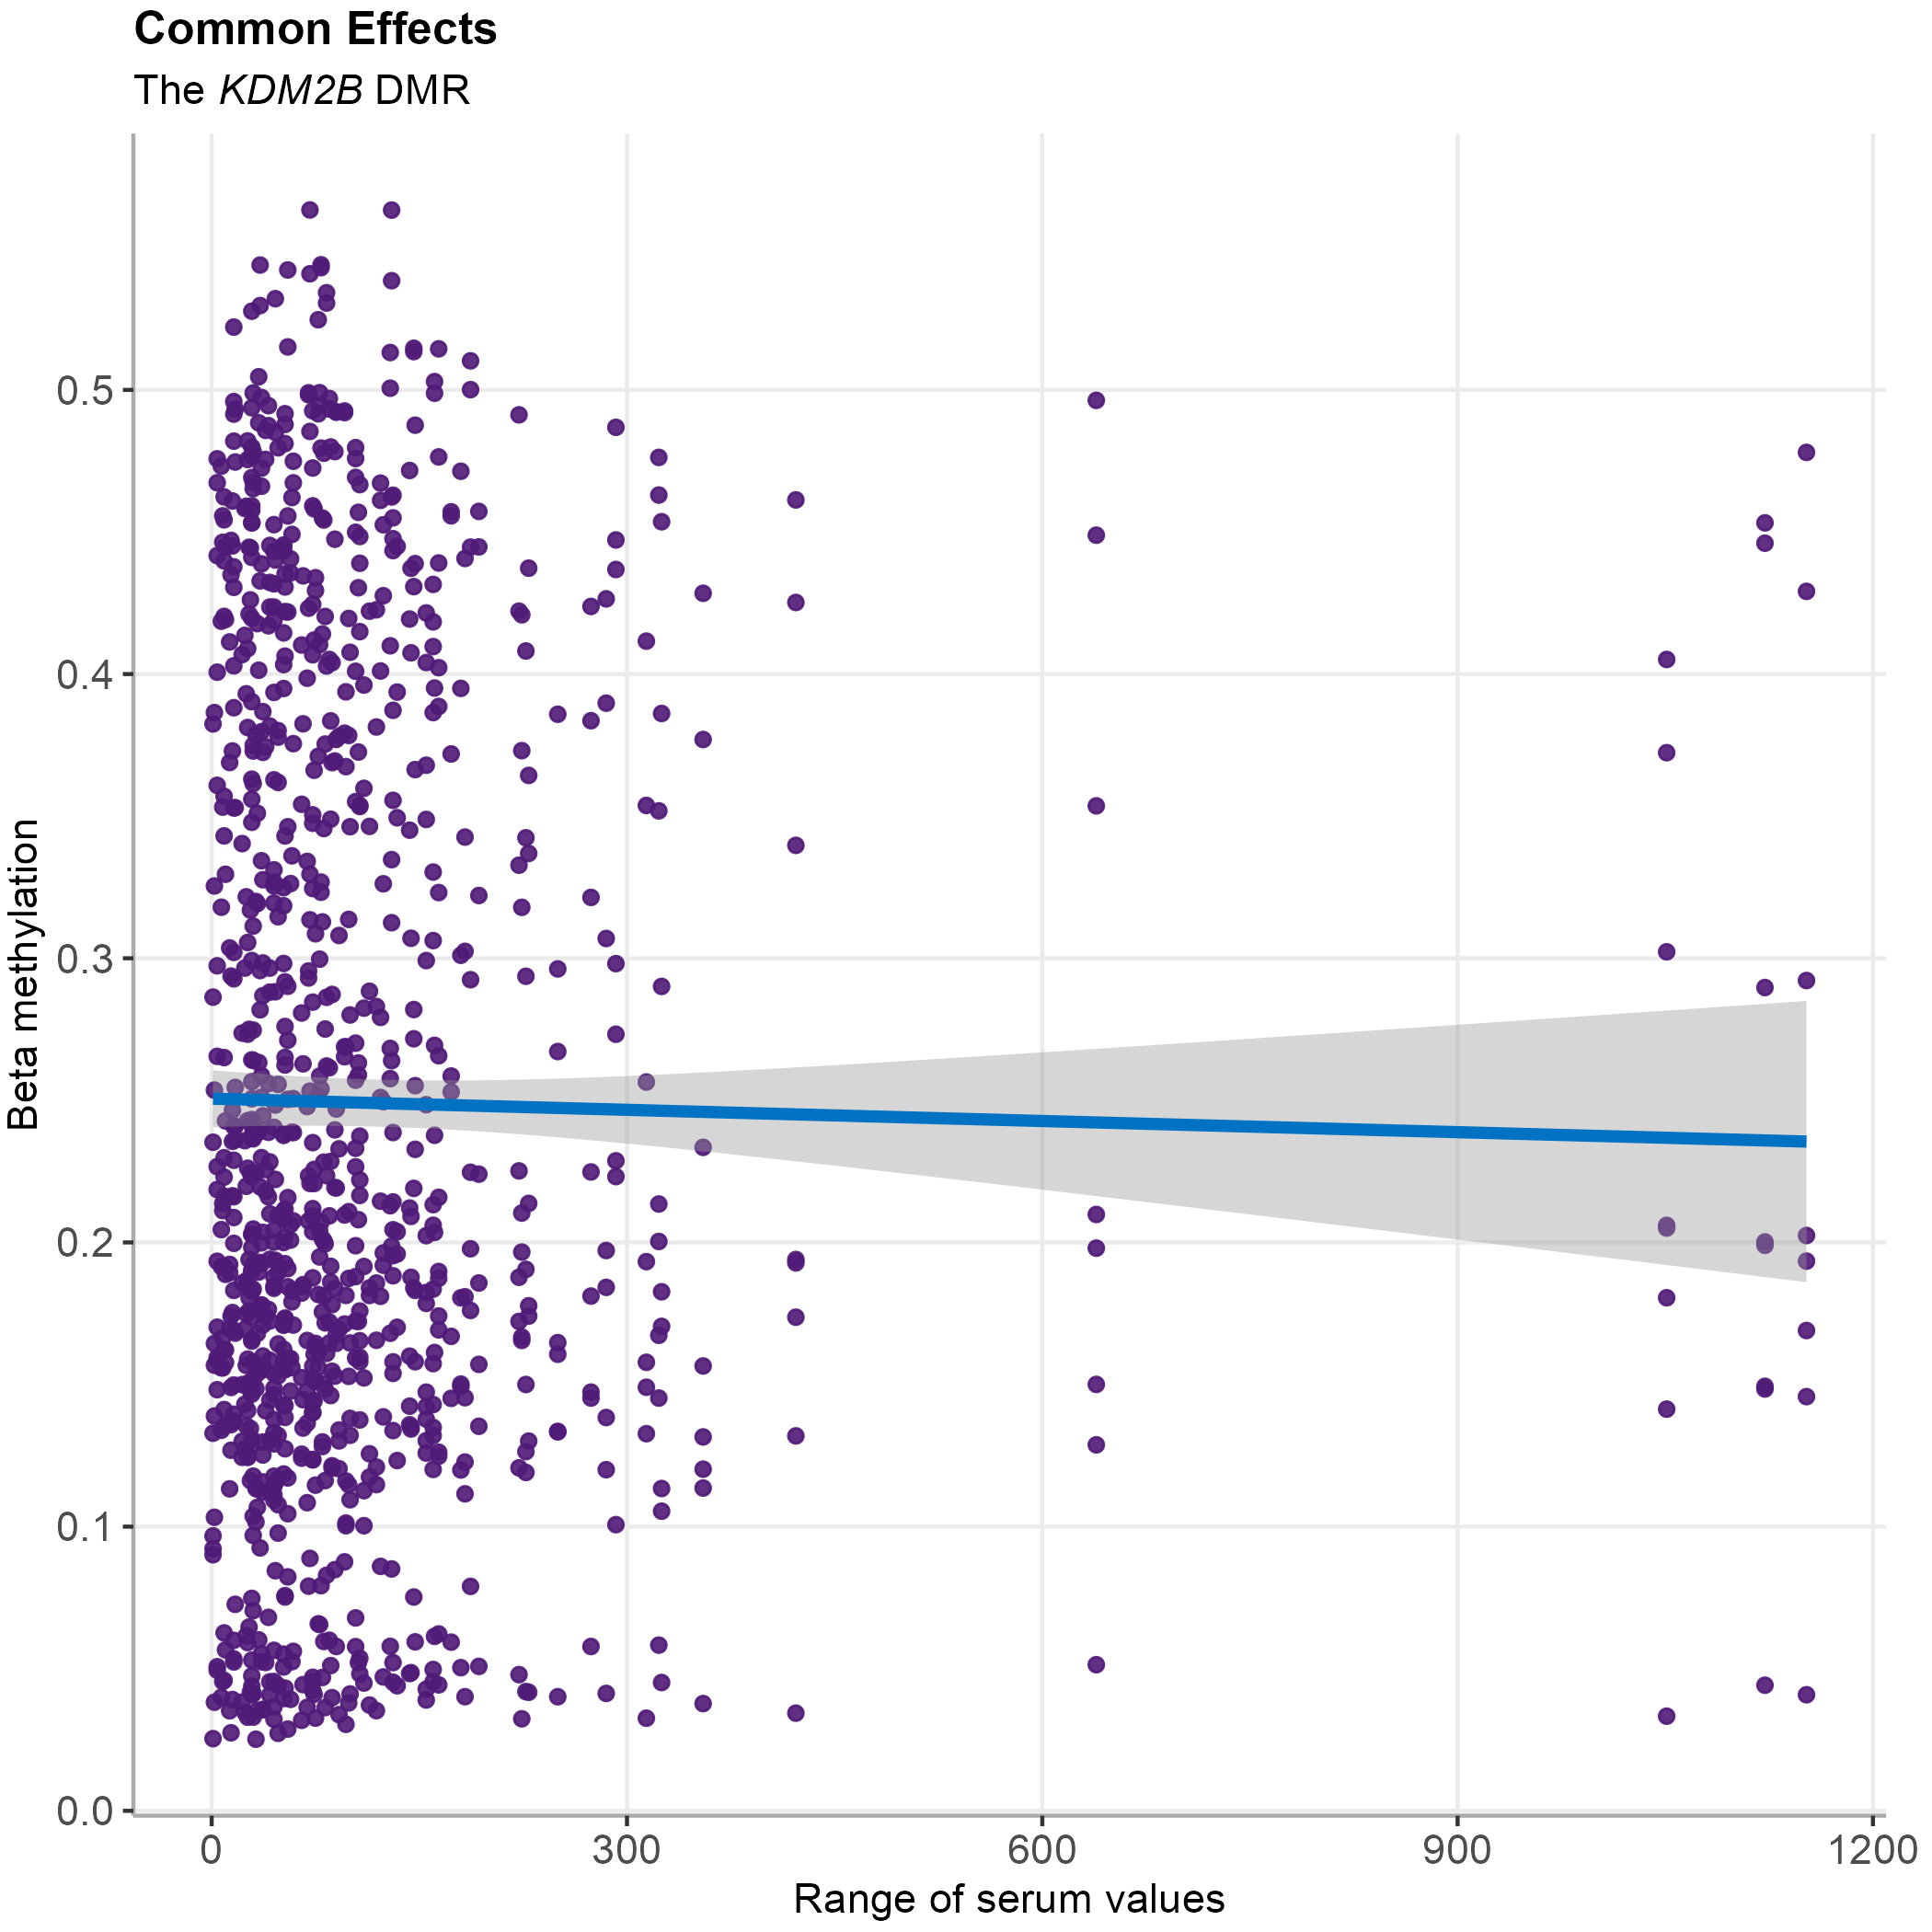 Common Effects
The KDM2B DMR
Beta methylation
0.5
0.4
0.3
0.2
0.1
0.0
0 300 600 900 1200
Range of serum values